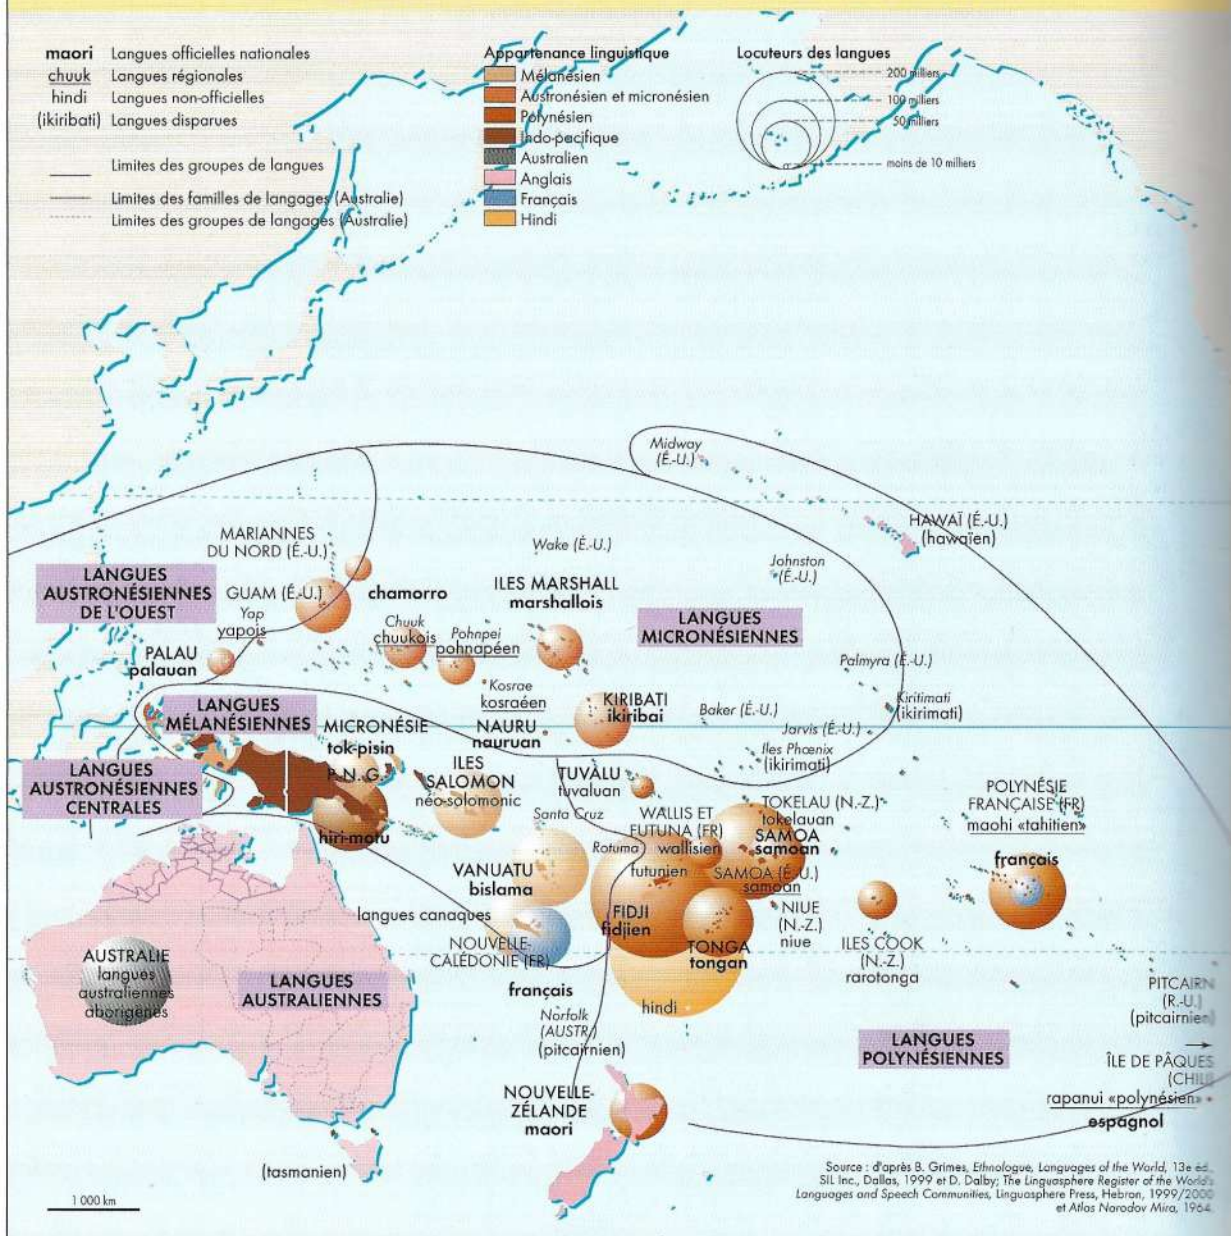 maori Langues officielles nationales
chuuk Langues régionales
hindi Langues non-officielles
(ikiribati) Langues disparues
Limites des groupes de langues
Limites des familles de langages (Australie)
Limites des groupes de langages (Australie)
Appartenance linguistique
Mélanésien
Austronésien et micronésien
Polynésien
Indo-pacifique
Australien
Anglais
Français
Hindi
Locuteurs des langues
200 milliers
100 milliers
50 milliers
moins de 10 milliers
Midway
(É.-U.)
HAWAÏ (É.-U.)
(hawaïen)
MARIANNES
DU NORD (É.-U.)
Wake (É.-U.)
Johnston
(É.-U.)
LANGUES
AUSTRONÉSIENNES
DE L'OUEST
GUAM (É.-U.)
chamorro
ILES MARSHALL
marshallois
Yap
yapois
Chuuk
chuukois
Pohnpei
pohnapéen
LANGUES
MICRONÉSIENNES
PALAU
palauan
Palmyra (É.-U.)
Kosrae
kosraéen
KIRIBATI
ikiribai
Kiritimati
(ikirimati)
Baker (É.-U.)
Jarvis (É.-U.)
LANGUES
MÉLANÉSIENNES
MICRONÉSIE
tok-pisin
P.N.G.
NAURU
nauruan
Iles Phœnix
(ikirimati)
LANGUES
AUSTRONÉSIENNES
CENTRALES
ILES
SALOMON
néo-solomonic
TUVALU
tuvaluan
POLYNÉSIE
FRANÇAISE (FR)
maohi «tahitien»
français
hiri-motu
Santa Cruz
WALLIS ET
FUTUNA (FR)
wallisien
TOKELAU (N.-Z.)
tokelauan
SAMOA
samoan
Rotuma
futunien
VANUATU
bislama
SAMOA (É.-U.)
samoan
langues canaques
FIDJI
fidjien
NIUE
(N.-Z.)
niue
NOUVELLE-
CALÉDONIE (FR)
français
TONGA
tongan
ILES COOK
(N.-Z.)
rarotonga
AUSTRALIE
langues
australiennes
aborigènes
LANGUES
AUSTRALIENNES
hindi
Norfolk
(AUSTR.)
(pitcairnien)
PITCAIRN
(R.-U.)
(pitcairnien)
LANGUES
POLYNÉSIENNES
ÎLE DE PÂQUES
(CHILI)
rapanui «polynésien»
espagnol
NOUVELLE-
ZÉLANDE
maori
(tasmanien)
1 000 km
Source : d'après B. Grimes, Ethnologue, Languages of the World, 13e éd.,
SIL Inc., Dallas, 1999 et D. Dalby; The Linguasphere Register of the World's
Languages and Speech Communities, Linguasphere Press, Hebron, 1999/2000
et Atlas Narodov Mira, 1964.